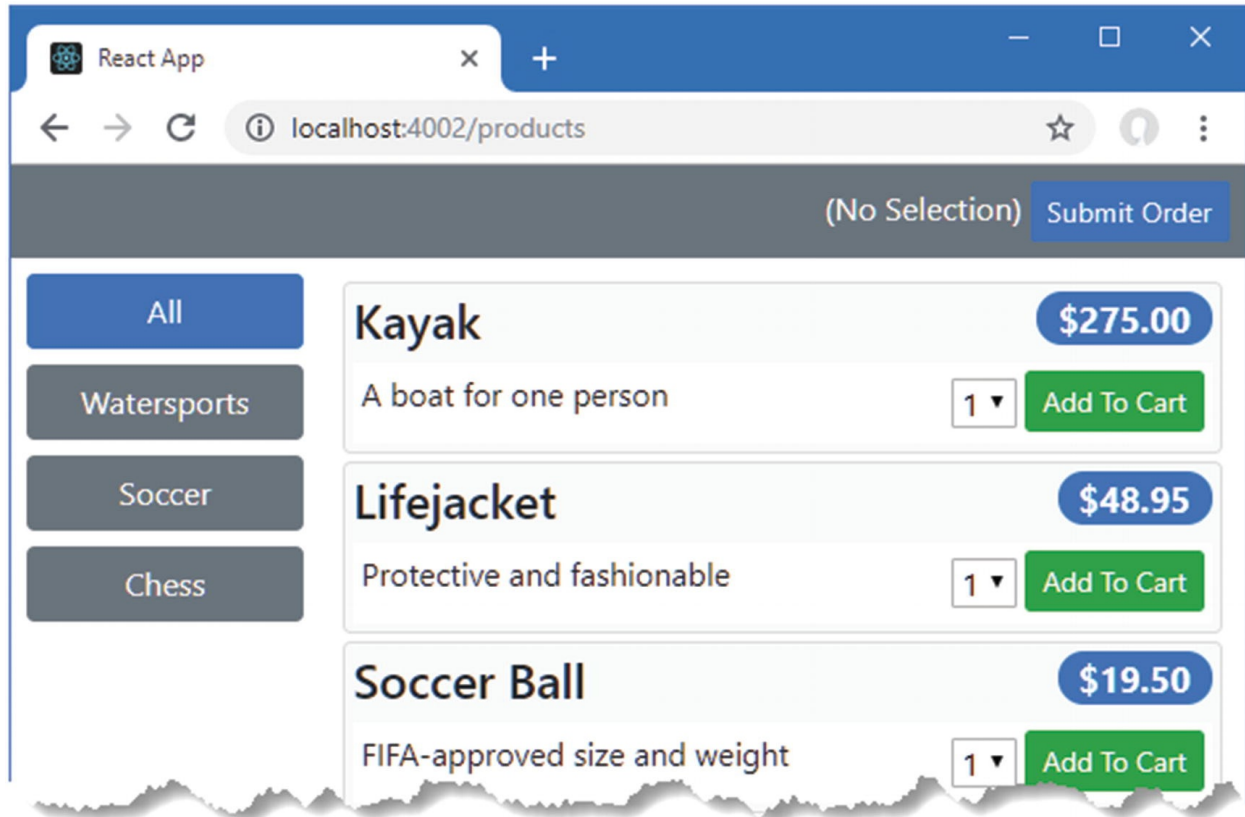 React App
localhost:4002/products
(No Selection) Submit Order
All
Watersports
Soccer
Chess
Kayak $275.00
A boat for one person 1 Add To Cart
Lifejacket $48.95
Protective and fashionable 1 Add To Cart
Soccer Ball $19.50
FIFA-approved size and weight 1 Add To Cart